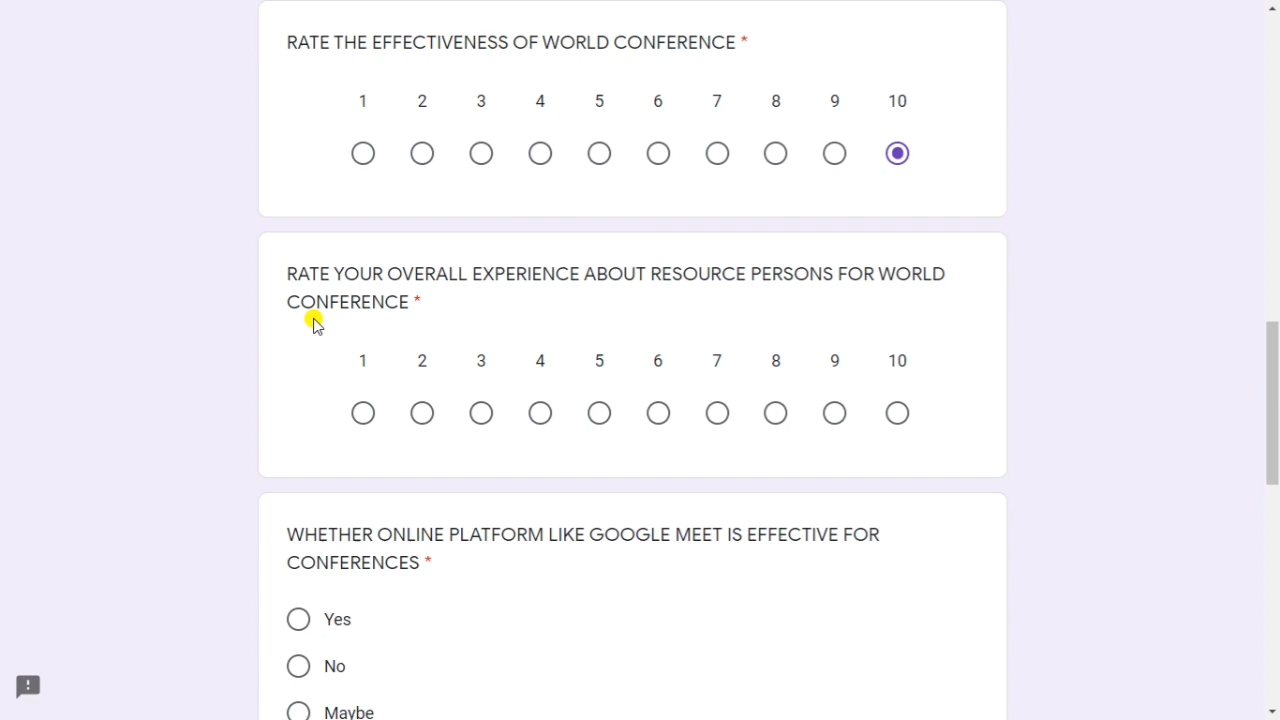 RATE THE EFFECTIVENESS OF WORLD CONFERENCE *
1 2 3 4 5 6 7 8 9 10
RATE YOUR OVERALL EXPERIENCE ABOUT RESOURCE PERSONS FOR WORLD
CONFERENCE *
1 2 3 4 5 6 7 8 9 10
WHETHER ONLINE PLATFORM LIKE GOOGLE MEET IS EFFECTIVE FOR
CONFERENCES *
Yes
No
Maybe